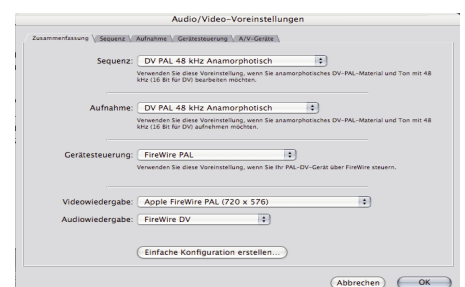 Audio/Video-Voreinstellungen
Zusammenfassung Sequenz Aufnahme Gerätesteuerung A/V-Geräte
Sequenz: DV PAL 48 kHz Anamorphotisch
Verwenden Sie diese Voreinstellung, wenn Sie anamorphotisches DV-PAL-Material und Ton mit 48
kHz (16 Bit für DV) bearbeiten möchten.
Aufnahme: DV PAL 48 kHz Anamorphotisch
Verwenden Sie diese Voreinstellung, wenn Sie anamorphotisches DV-PAL-Material und Ton mit 48
kHz (16 Bit für DV) aufnehmen möchten.
Gerätesteuerung: FireWire PAL
Verwenden Sie diese Voreinstellung, wenn Sie Ihr PAL-DV-Gerät über FireWire steuern.
Videowiedergabe: Apple FireWire PAL (720 x 576)
Audiowiedergabe: FireWire DV
Einfache Konfiguration erstellen...
Abbrechen OK